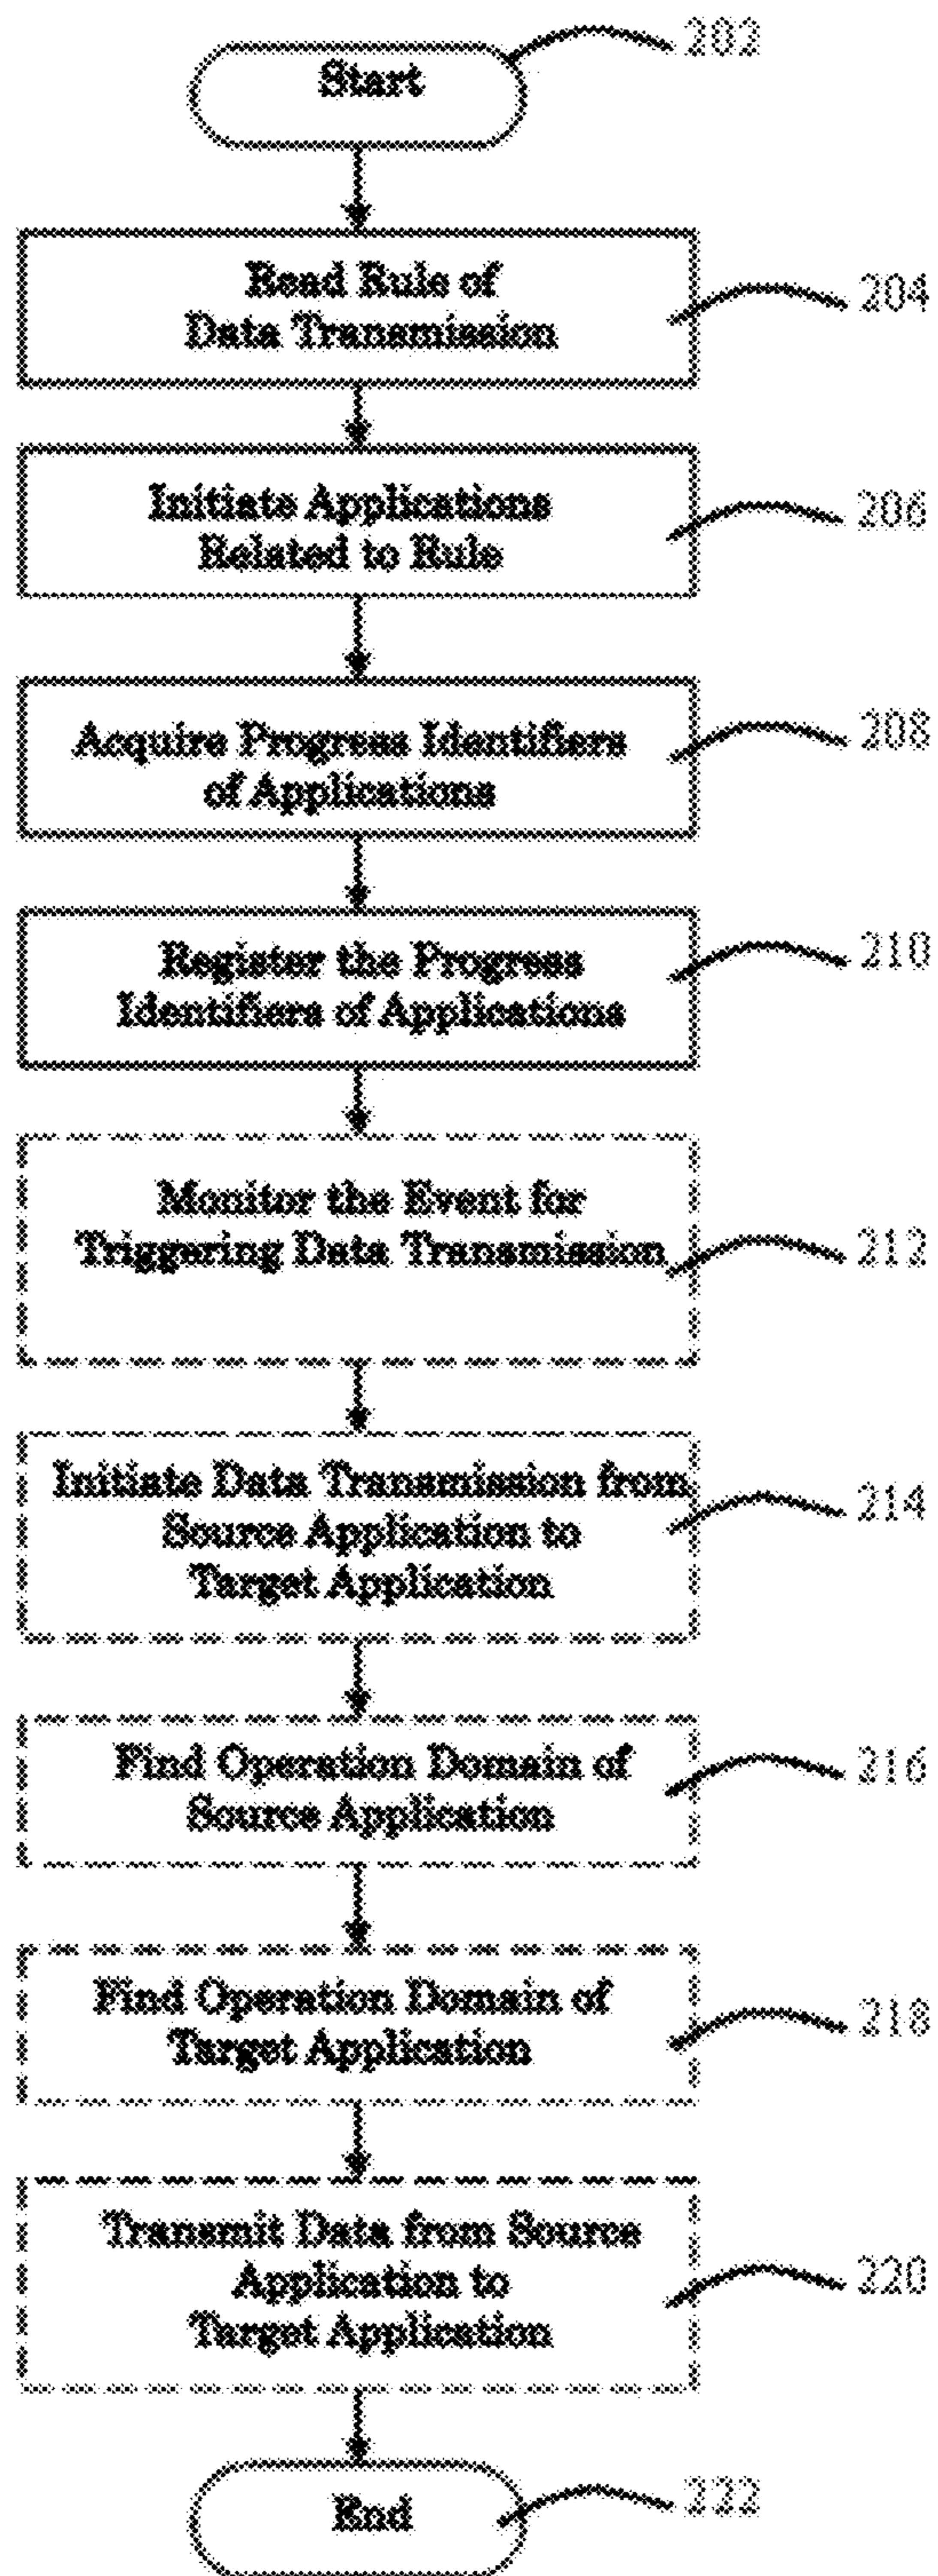 202
Start
Read Rule of
Data Transmission
204
Initiate Applications
Related to Rule
206
Acquire Progress Identifiers
of Applications
208
Register the Progress
Identifiers of Applications
210
Monitor the Event for
Triggering Data Transmission
212
Initiate Data Transmission from
Source Application to
Target Application
214
Find Operation Domain of
Source Application
216
Find Operation Domain of
Target Application
218
Transmit Data from Source
Application to
Target Application
220
End
222